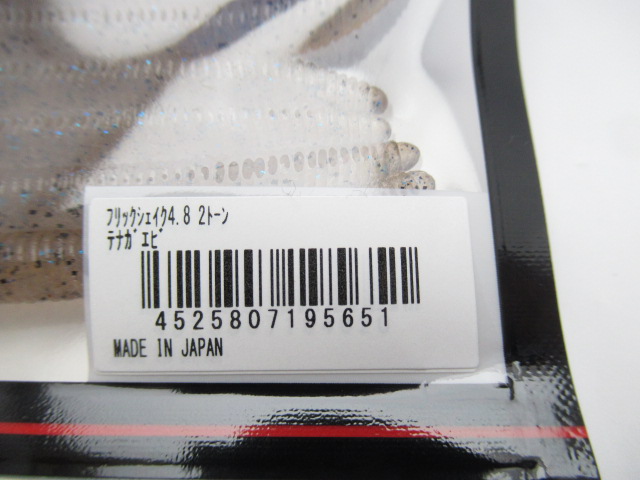 ﾌﾘｯｸｼｪｲｸ4.8 2ﾄｰﾝ
ﾃﾅｶﾞｴﾋﾞ
4525807195651
MADE IN JAPAN